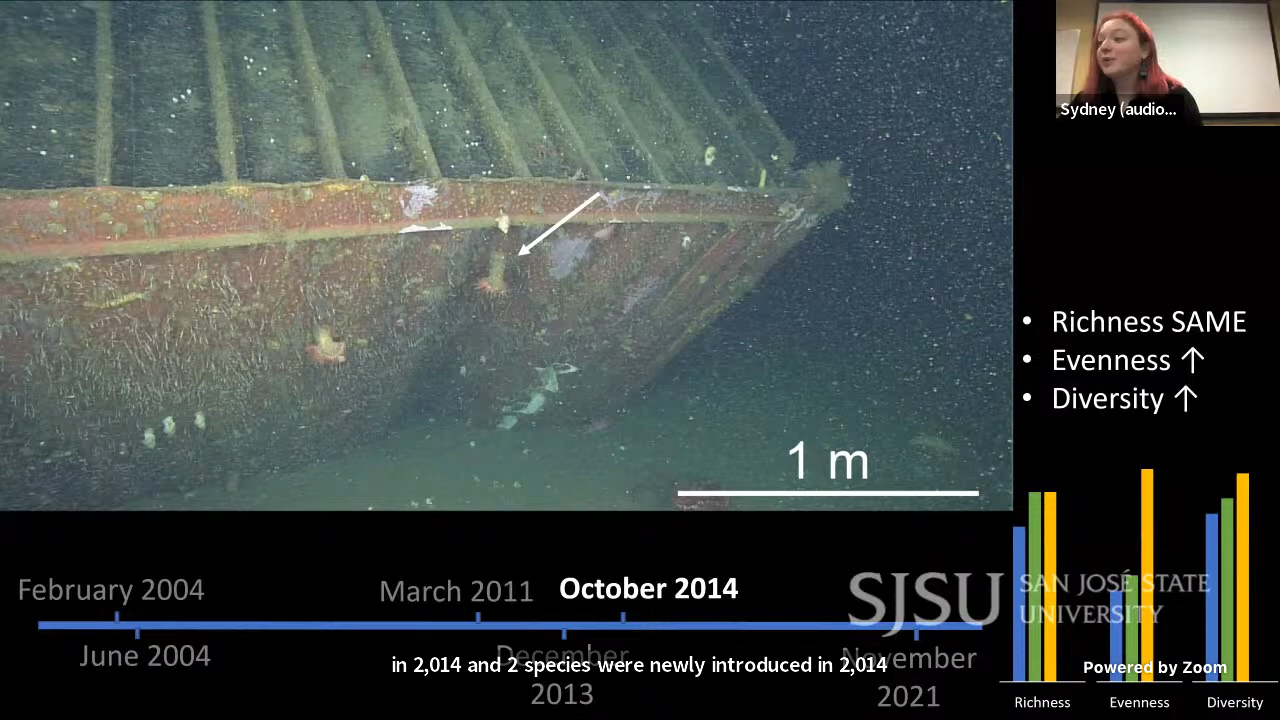 Sydney (audio...
• Richness SAME
• Evenness ↑
• Diversity ↑
1 m
February 2004
March 2011
October 2014
SJSU SAN JOSÉ STATE
UNIVERSITY
June 2004
December
2013
November
2021
in 2,014 and 2 species were newly introduced in 2,014
Powered by Zoom
Richness
Evenness
Diversity